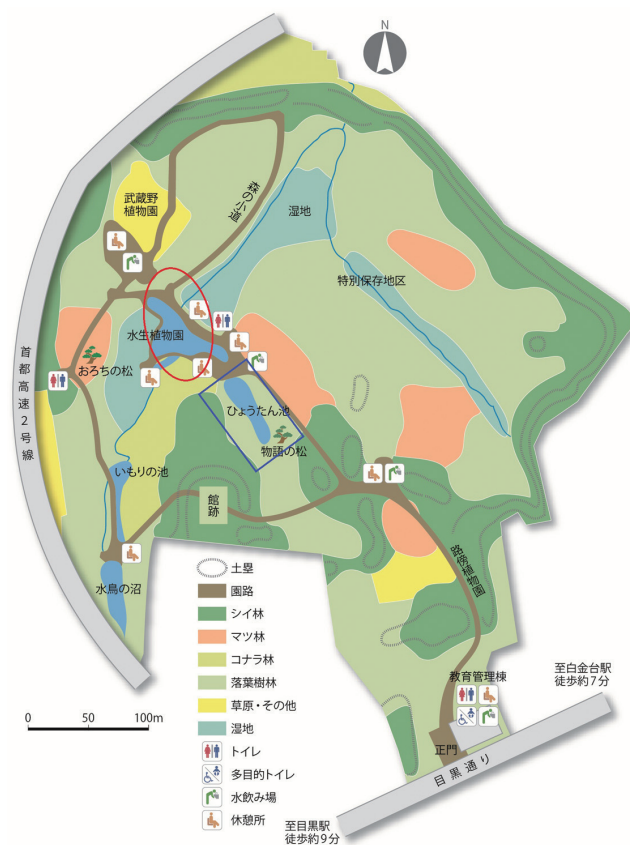 N
武蔵野
植物園
森の小道
湿地
特別保存地区
水生植物園
おろちの松
首都高速2号線
ひょうたん池
物語の松
いもりの池
館跡
水鳥の沼
路傍植物園
土塁
園路
シイ林
マツ林
コナラ林
落葉樹林
草原・その他
湿地
トイレ
多目的トイレ
水飲み場
休憩所
0 50 100m
教育管理棟
至白金台駅
徒歩約7分
正門
目黒通り
至目黒駅
徒歩約9分